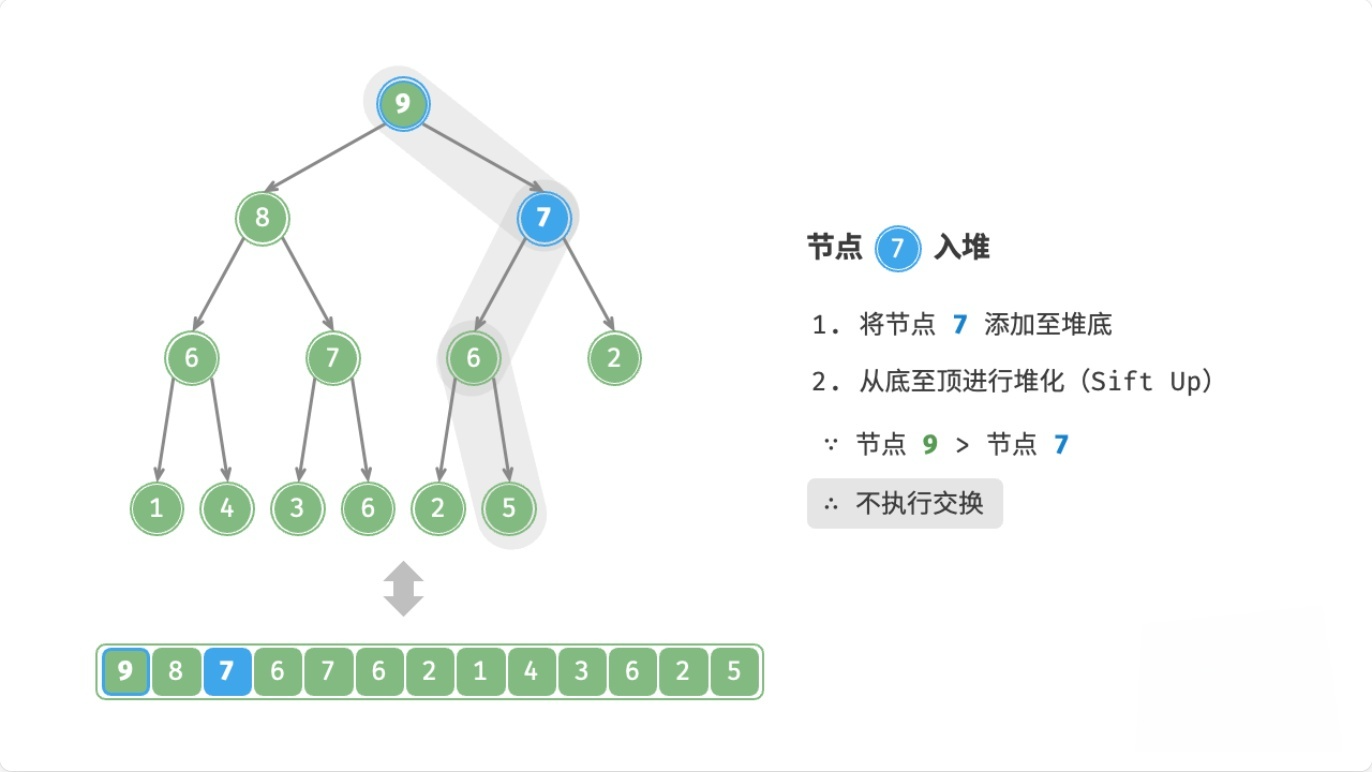 9
8 7
6 7 6 2
1 4 3 6 2 5
9 8 7 6 7 6 2 1 4 3 6 2 5
节点 7 入堆
1. 将节点 7 添加至堆底
2. 从底至顶进行堆化（Sift Up）
∵ 节点 9 > 节点 7
∴ 不执行交换